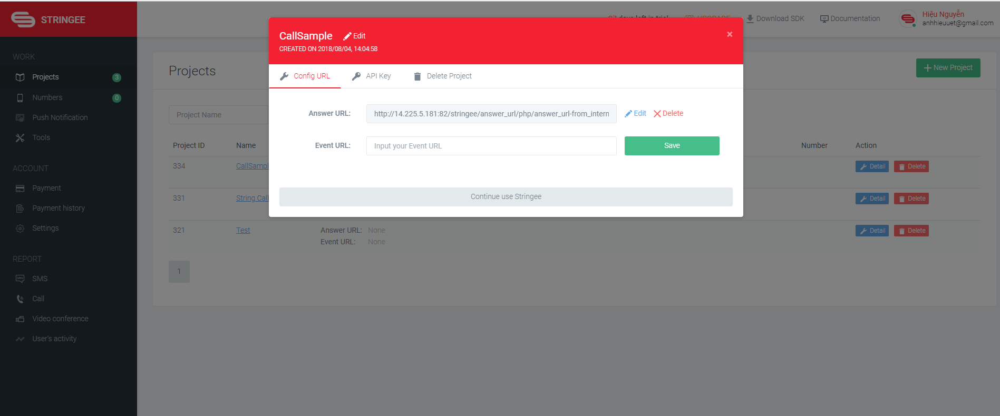 STRINGEE
days left in trial
UPGRADE
Download SDK
Documentation
Hiệu Nguyễn
anhhieuuet@gmail.com
WORK
Projects 3
Numbers 0
Push Notification
Tools
ACCOUNT
Payment
Payment history
Settings
REPORT
SMS
Call
Video conference
User's activity
Projects
New Project
Project Name
Project ID Name Number Action
334 CallSampl Detail Delete
331 String Call Detail Delete
321 Test Answer URL: None Detail Delete
Event URL: None
1
CallSample Edit
×
CREATED ON 2018/08/04, 14:04:58
Config URL API Key Delete Project
Answer URL: http://14.225.5.181:82/stringee/answer_url/php/answer_url-from_intern Edit Delete
Event URL: Input your Event URL Save
Continue use Stringee